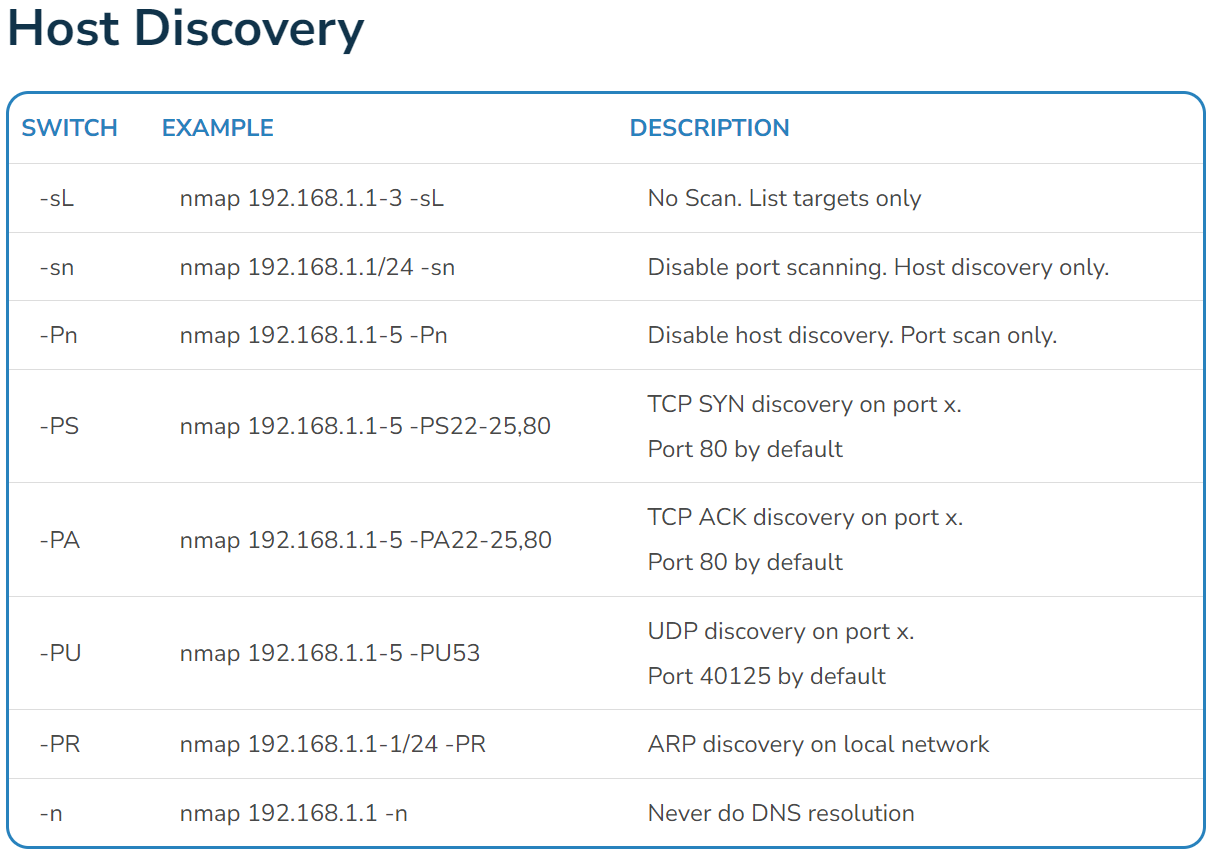 Host Discovery
SWITCH EXAMPLE DESCRIPTION
-sL nmap 192.168.1.1-3 -sL No Scan. List targets only
-sn nmap 192.168.1.1/24 -sn Disable port scanning. Host discovery only.
-Pn nmap 192.168.1.1-5 -Pn Disable host discovery. Port scan only.
-PS nmap 192.168.1.1-5 -PS22-25,80 TCP SYN discovery on port x.
Port 80 by default
-PA nmap 192.168.1.1-5 -PA22-25,80 TCP ACK discovery on port x.
Port 80 by default
-PU nmap 192.168.1.1-5 -PU53 UDP discovery on port x.
Port 40125 by default
-PR nmap 192.168.1.1-1/24 -PR ARP discovery on local network
-n nmap 192.168.1.1 -n Never do DNS resolution